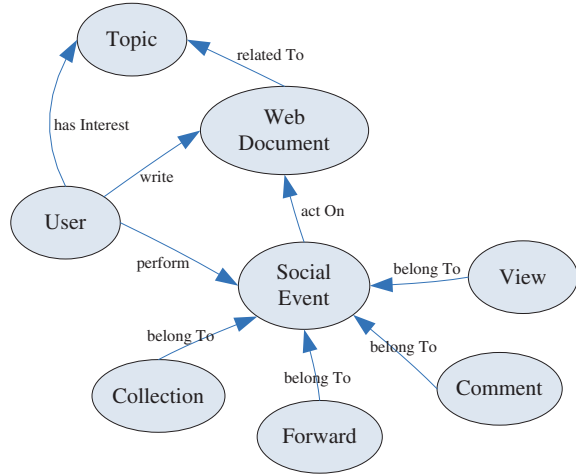 Topic
related To
Web
Document
has Interest
write
act On
User
perform
Social
Event
belong To
View
belong To
belong To
belong To
Collection
Comment
Forward